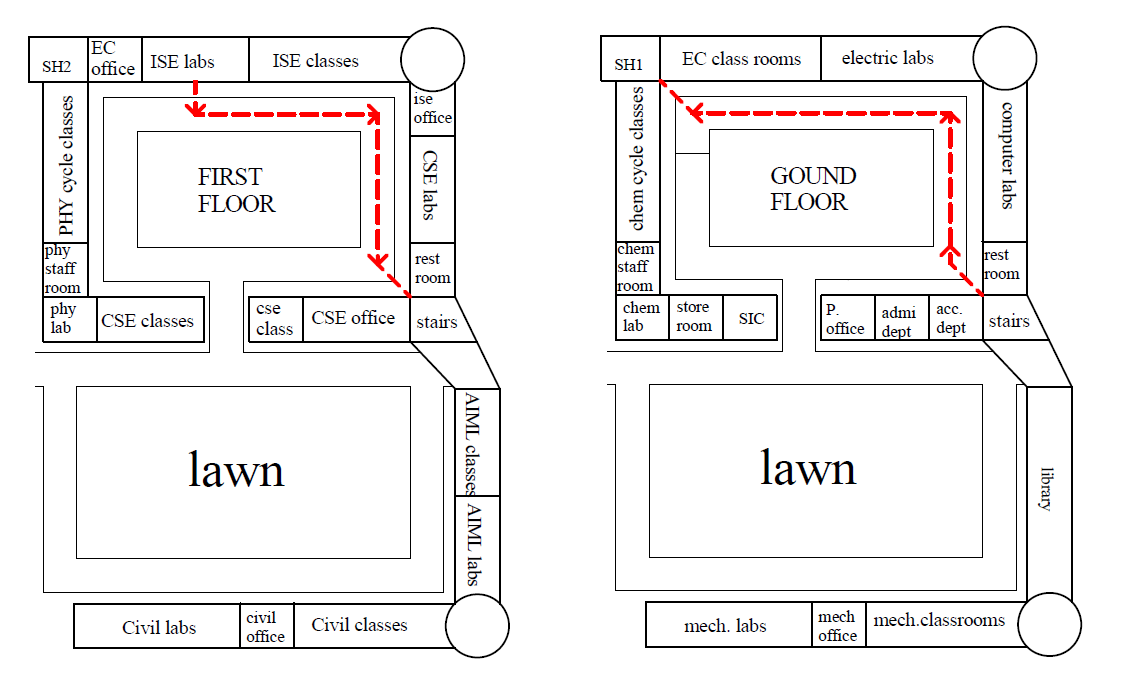 SH2
EC
office
ISE labs
ISE classes
ise
office
PHY cycle classes
CSE labs
FIRST
FLOOR
phy
staff
room
rest
room
phy
lab
CSE classes
cse
class
CSE office
stairs
lawn
AIML classes
AIML labs
Civil labs
civil
office
Civil classes
SH1
EC class rooms
electric labs
chem cycle classes
computer labs
GOUND
FLOOR
chem
staff
room
rest
room
chem
lab
store
room
SIC
P.
office
admi
dept
acc.
dept
stairs
lawn
library
mech. labs
mech
office
mech.classrooms